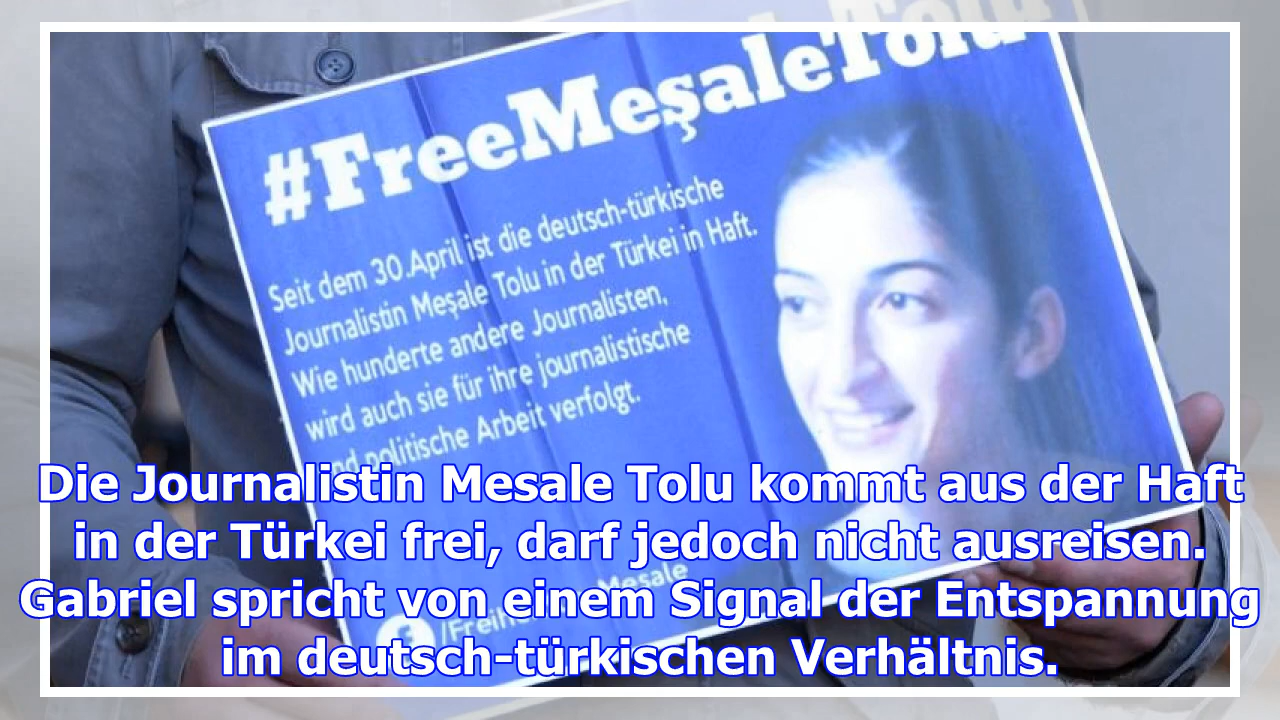 #FreeMeşaleTolu
Seit dem 30.April ist die deutsch-türkische
Journalistin Meşale Tolu in der Türkei in Haft.
Wie hunderte andere Journalisten,
wird auch sie für ihre journalistische
und politische Arbeit verfolgt.
Die Journalistin Mesale Tolu kommt aus der Haft
in der Türkei frei, darf jedoch nicht ausreisen.
Gabriel spricht von einem Signal der Entspannung
im deutsch-türkischen Verhältnis.